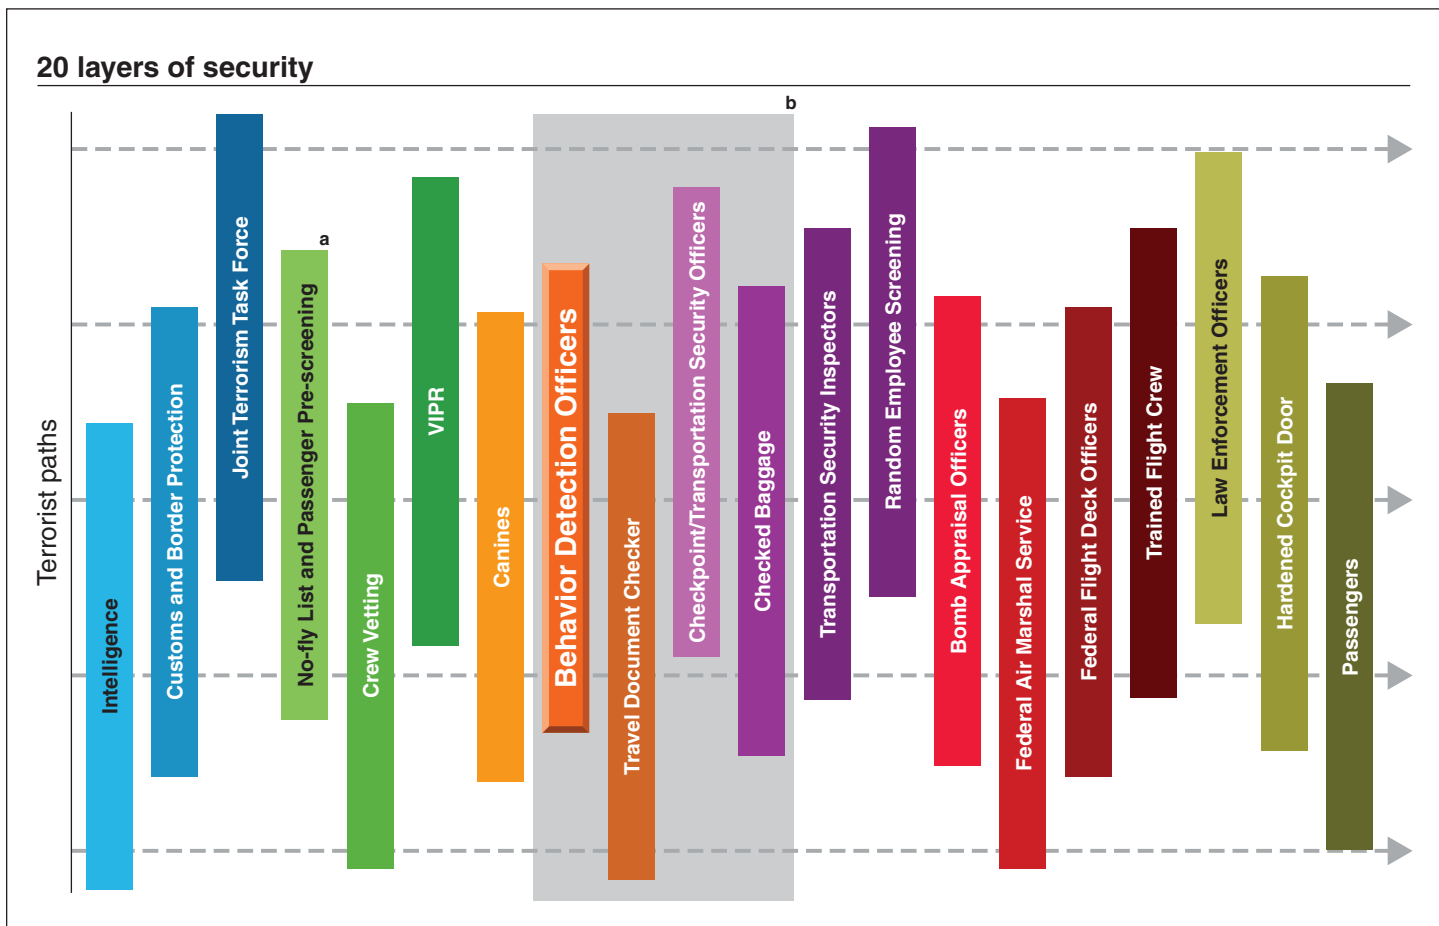 20 layers of security
b
a
Terrorist paths
Intelligence
Customs and Border Protection
Joint Terrorism Task Force
No-fly List and Passenger Pre-screening
Crew Vetting
VIPR
Canines
Behavior Detection Officers
Travel Document Checker
Checkpoint/Transportation Security Officers
Checked Baggage
Transportation Security Inspectors
Random Employee Screening
Bomb Appraisal Officers
Federal Air Marshal Service
Federal Flight Deck Officers
Trained Flight Crew
Law Enforcement Officers
Hardened Cockpit Door
Passengers